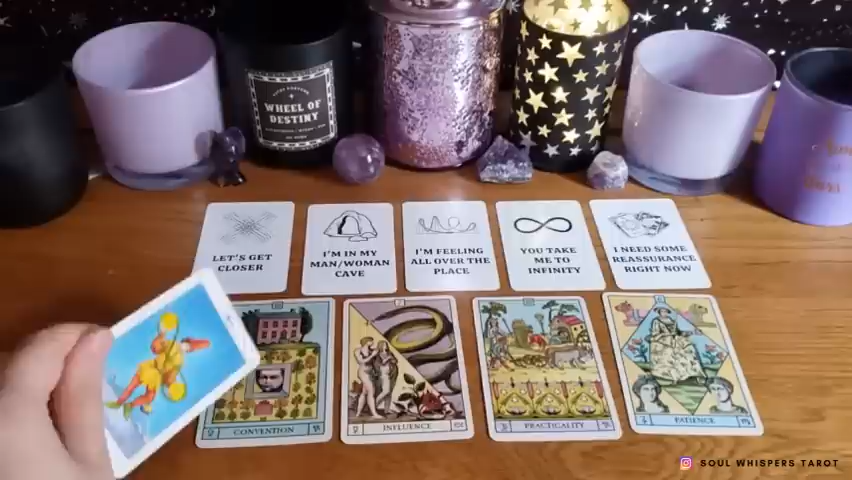 WHEEL OF
DESTINY
LET'S GET
CLOSER
I'M IN MY
MAN/WOMAN
CAVE
I'M FEELING
ALL OVER THE
PLACE
YOU TAKE
ME TO
INFINITY
I NEED SOME
REASSURANCE
RIGHT NOW
CONVENTION
INFLUENCE
PRACTICALITY
PATIENCE
SOUL WHISPERS TAROT